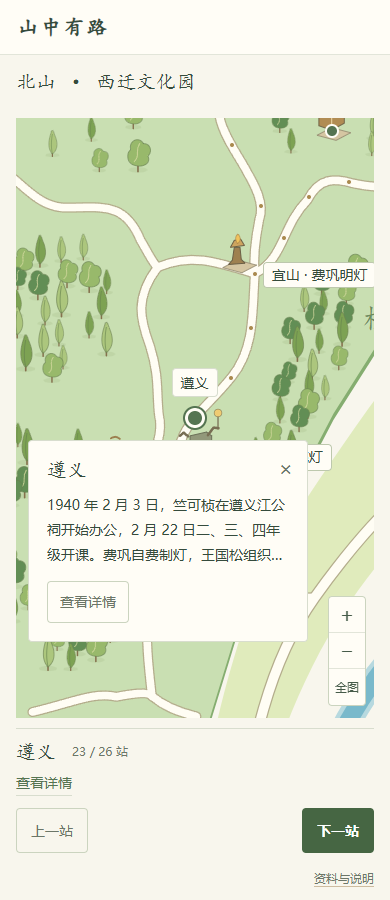 山中有路
北山 • 西迁文化园
宜山 · 费巩明灯
遵义
灯
遵义
×
1940 年 2 月 3 日，竺可桢在遵义江公
祠开始办公，2 月 22 日二、三、四年
级开课。费巩自费制灯，王国松组织...
查看详情
+
−
全图
遵义 23 / 26 站
查看详情
上一站
下一站
资料与说明